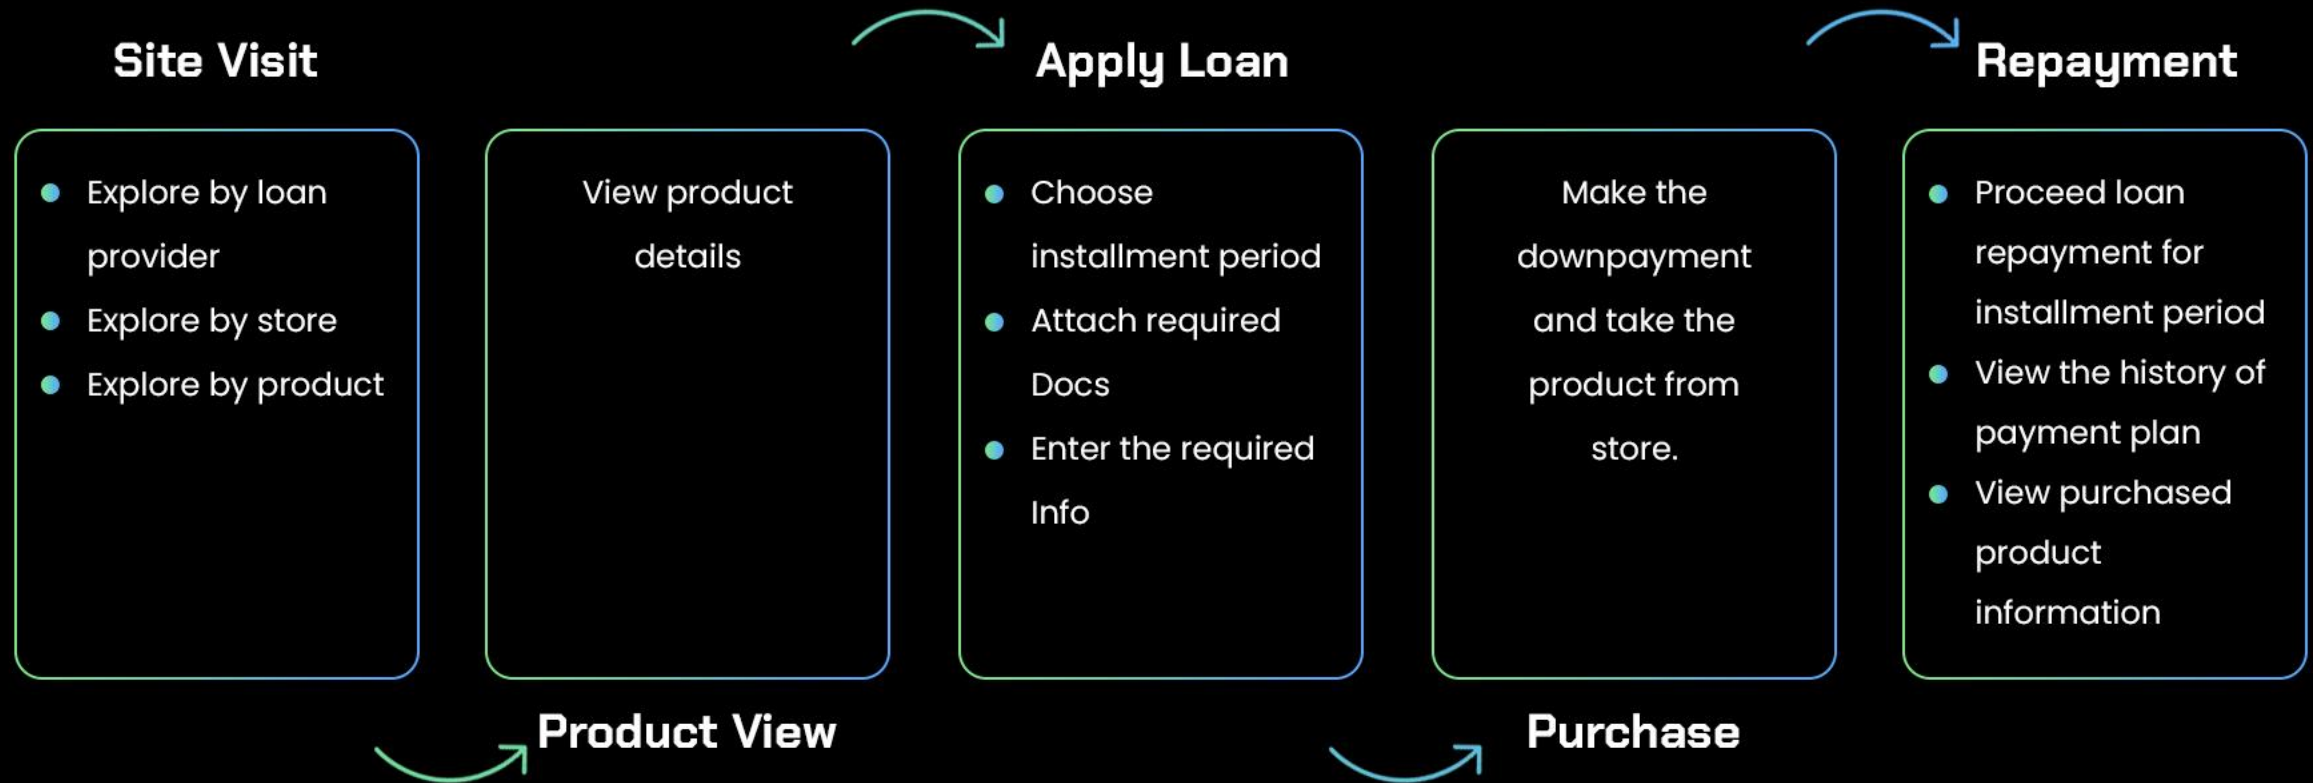 Site Visit
Explore by loan
provider
Explore by store
Explore by product
View product
details
Product View
Apply Loan
Choose
installment period
Attach required
Docs
Enter the required
Info
Make the
downpayment
and take the
product from
store.
Purchase
Repayment
Proceed loan
repayment for
installment period
View the history of
payment plan
View purchased
product
information